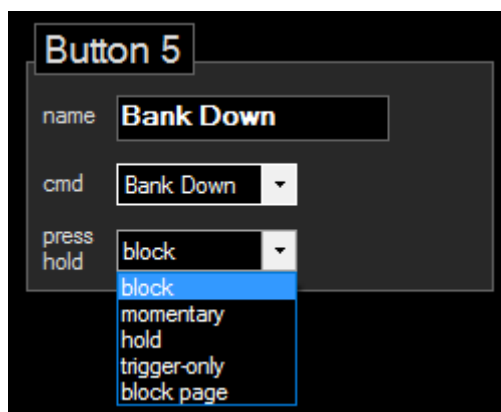 Button 5
name Bank Down
cmd Bank Down
press
hold block
block
momentary
hold
trigger-only
block page